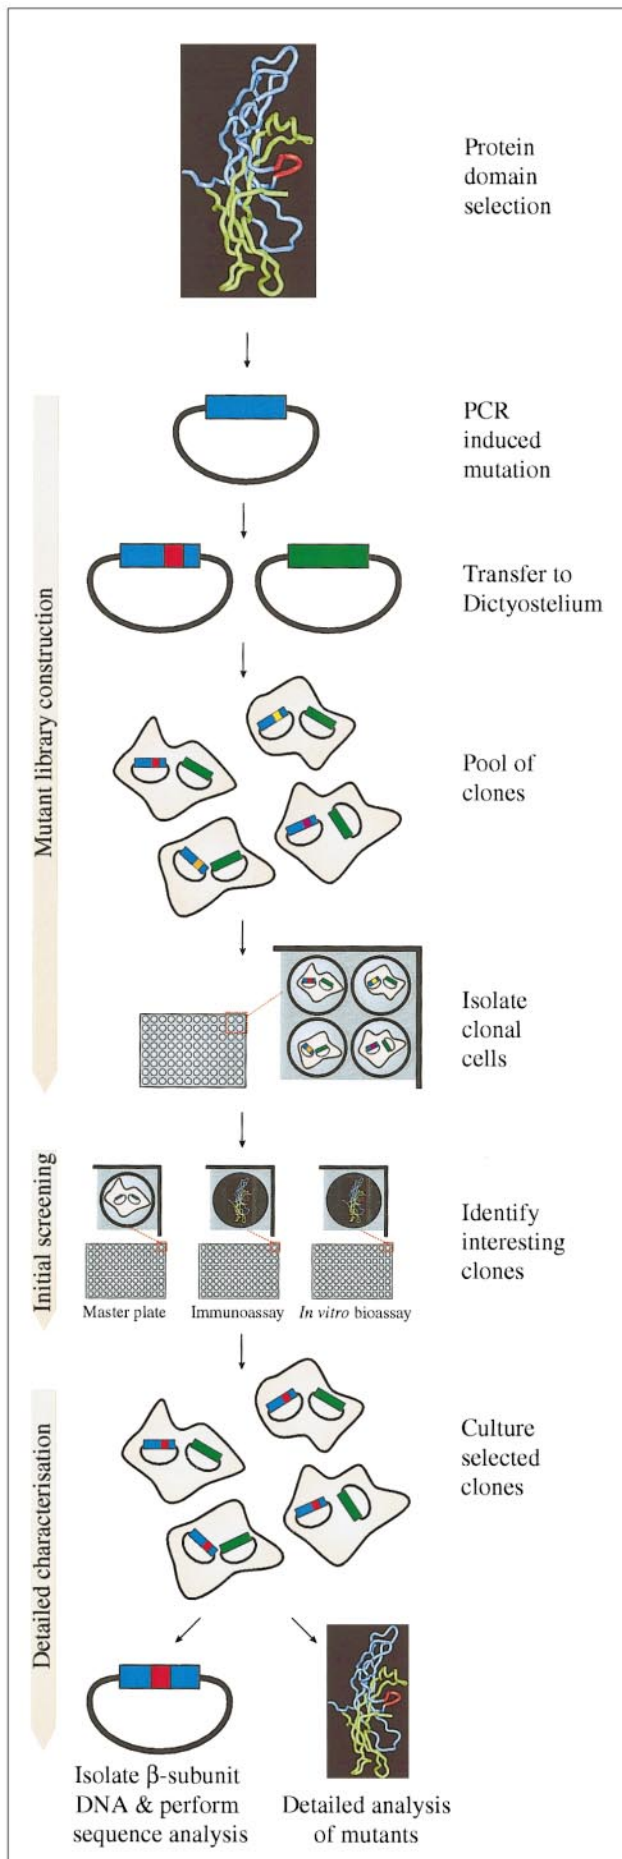 Protein
domain
selection
PCR
induced
mutation
Transfer to
Dictyostelium
Pool of
clones
Isolate
clonal
cells
Mutant library construction
Identify
interesting
clones
Initial screening
Master plate
Immunoassay
In vitro bioassay
Culture
selected
clones
Detailed characterisation
Isolate β-subunit
DNA & perform
sequence analysis
Detailed analysis
of mutants